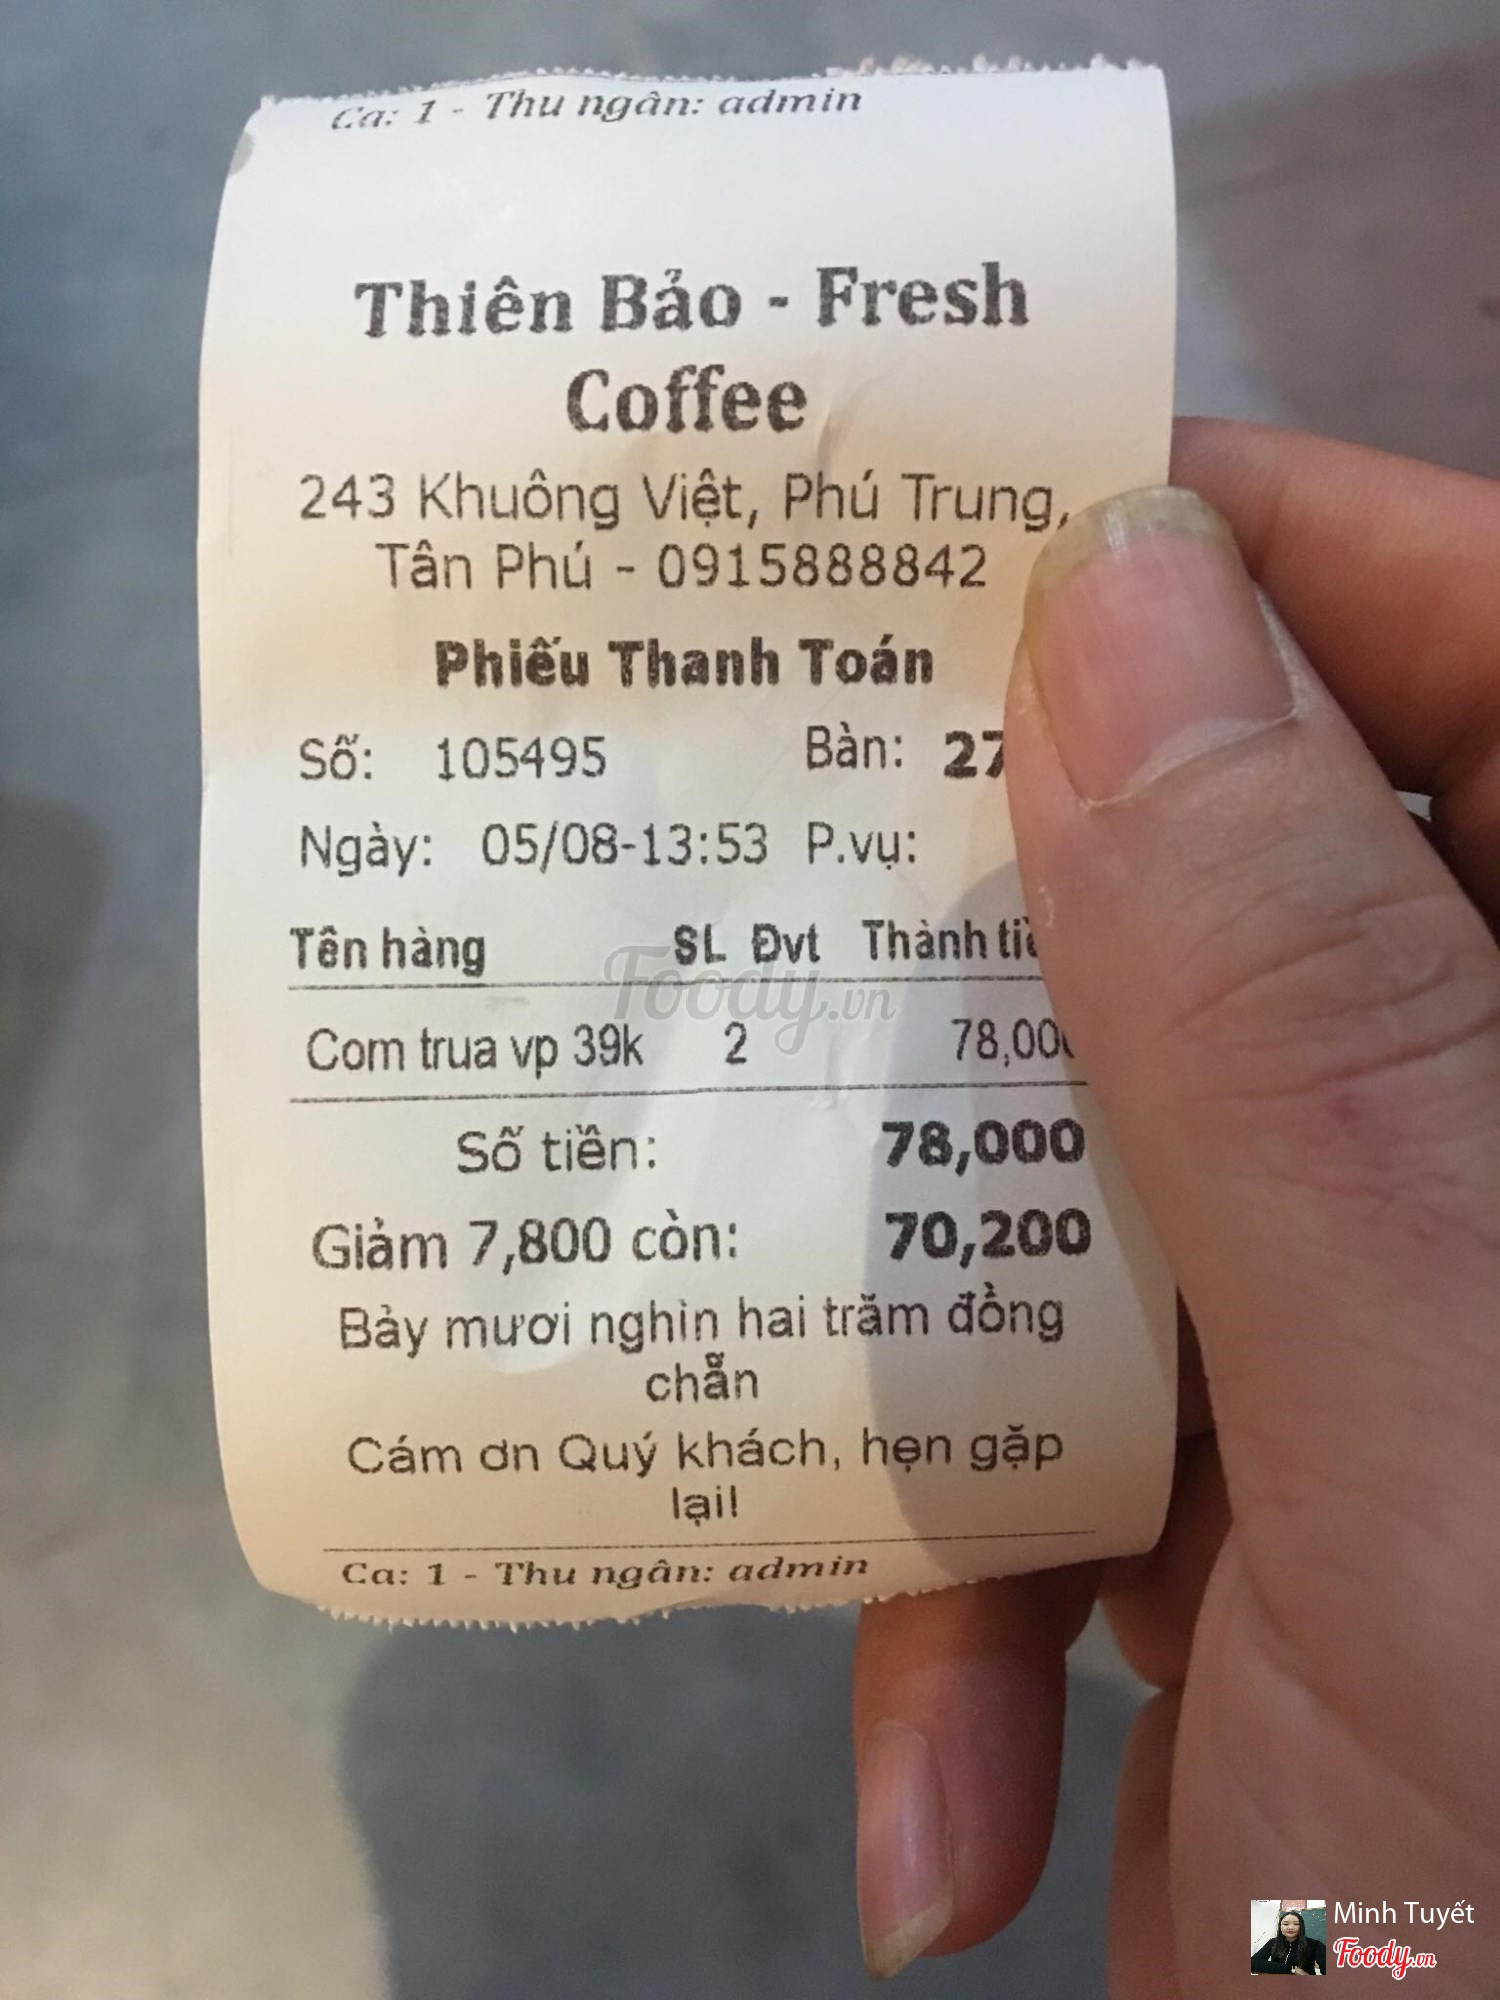 Ca: 1 - Thu ngân: admin
Thiên Bảo - Fresh
Coffee
243 Khuông Việt, Phú Trung,
Tân Phú - 0915888842
Phiếu Thanh Toán
Số: 105495 Bàn: 27
Ngày: 05/08-13:53 P.vụ:
Tên hàng SL Đvt Thành
Foody.vn
Com trua vp 39k 2
Số tiền: 78,000
Giảm 7,800 còn: 70,200
Bảy mươi nghìn hai trăm đồng
chẵn
Cám ơn Quý khách, hẹn gặp
lại!
Ca: 1 - Thu ngân: admin
Minh Tuyết
Foody.vn